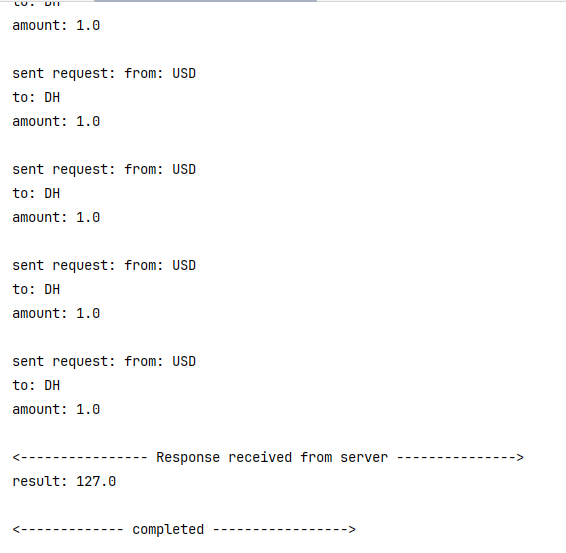 to: DH
amount: 1.0
sent request: from: USD
to: DH
amount: 1.0
sent request: from: USD
to: DH
amount: 1.0
sent request: from: USD
to: DH
amount: 1.0
sent request: from: USD
to: DH
amount: 1.0
<---------------- Response received from server --------------->
result: 127.0
<------------- completed ----------------->